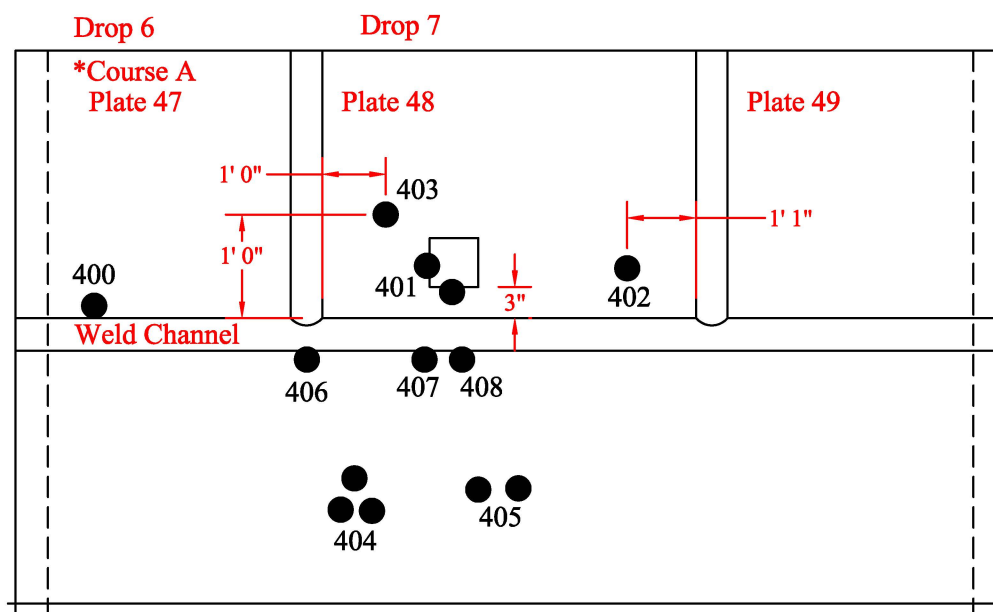 Drop 6
Drop 7
*Course A
Plate 47
Plate 48
Plate 49
1' 0"
403
1' 0"
1' 1"
400
401
402
3"
Weld Channel
406
407
408
404
405